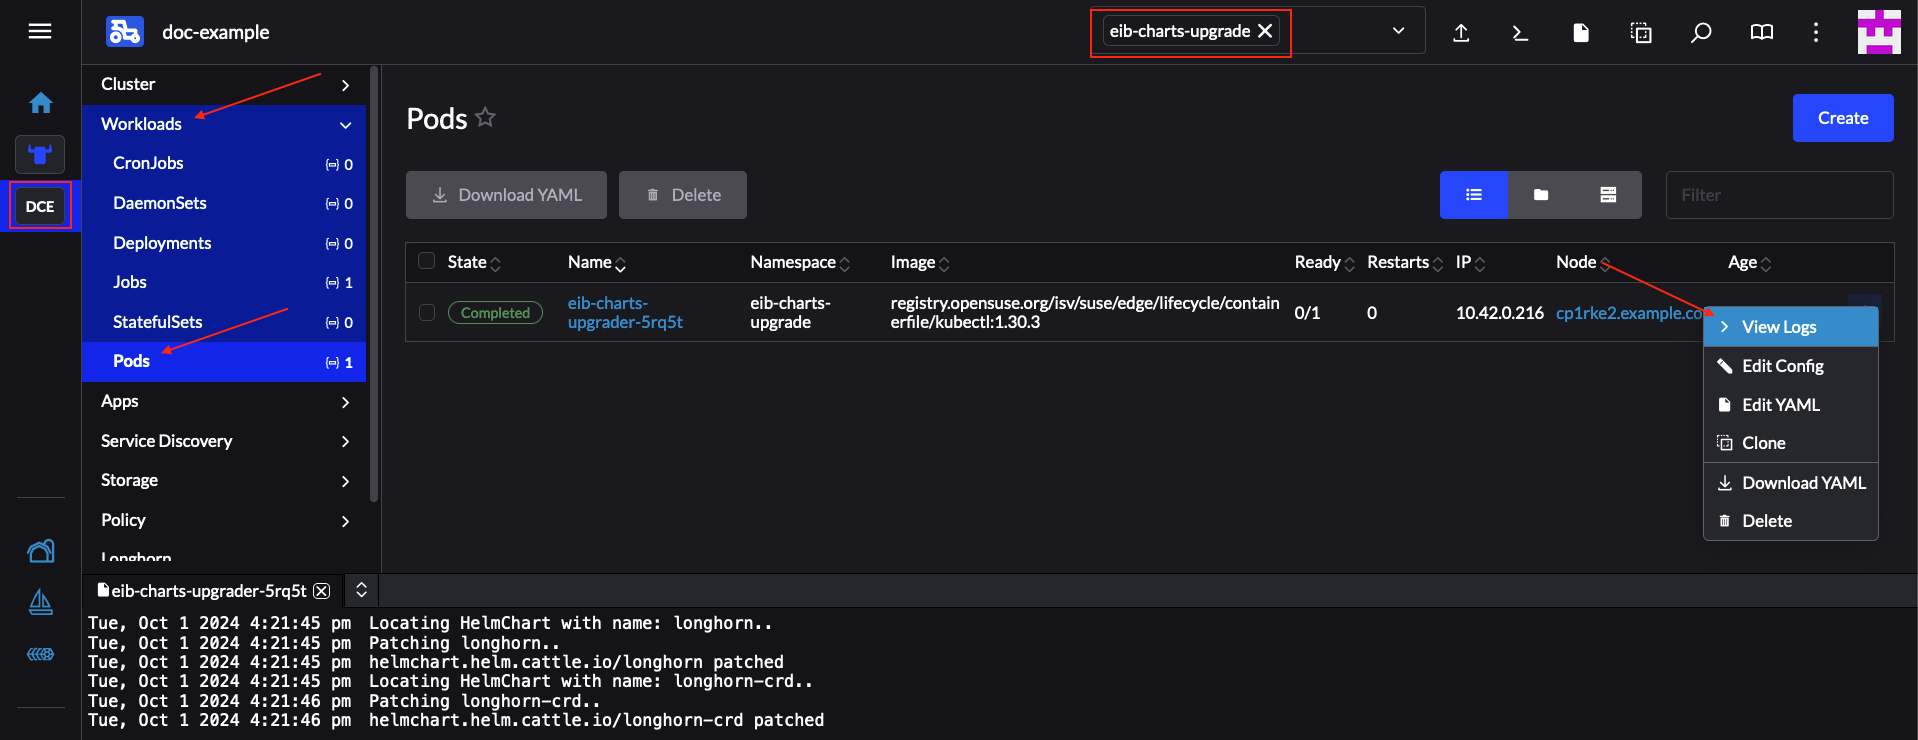 doc-example
eib-charts-upgrade
Cluster
Workloads
CronJobs 0
DaemonSets 0
Deployments 0
Jobs 1
StatefulSets 0
Pods 1
Apps
Service Discovery
Storage
Policy
Longhorn
DCE
Pods
Create
Download YAML
Delete
Filter
State Name Namespace Image Ready Restarts IP Node Age
Completed eib-charts-upgrader-5rq5t eib-charts-upgrade registry.opensuse.org/isv/suse/edge/lifecycle/containerfile/kubectl:1.30.3 0/1 0 10.42.0.216 cp1rke2.example.co
View Logs
Edit Config
Edit YAML
Clone
Download YAML
Delete
eib-charts-upgrader-5rq5t
Tue, Oct 1 2024 4:21:45 pm Locating HelmChart with name: longhorn..
Tue, Oct 1 2024 4:21:45 pm Patching longhorn..
Tue, Oct 1 2024 4:21:45 pm helmchart.helm.cattle.io/longhorn patched
Tue, Oct 1 2024 4:21:45 pm Locating HelmChart with name: longhorn-crd..
Tue, Oct 1 2024 4:21:46 pm Patching longhorn-crd..
Tue, Oct 1 2024 4:21:46 pm helmchart.helm.cattle.io/longhorn-crd patched